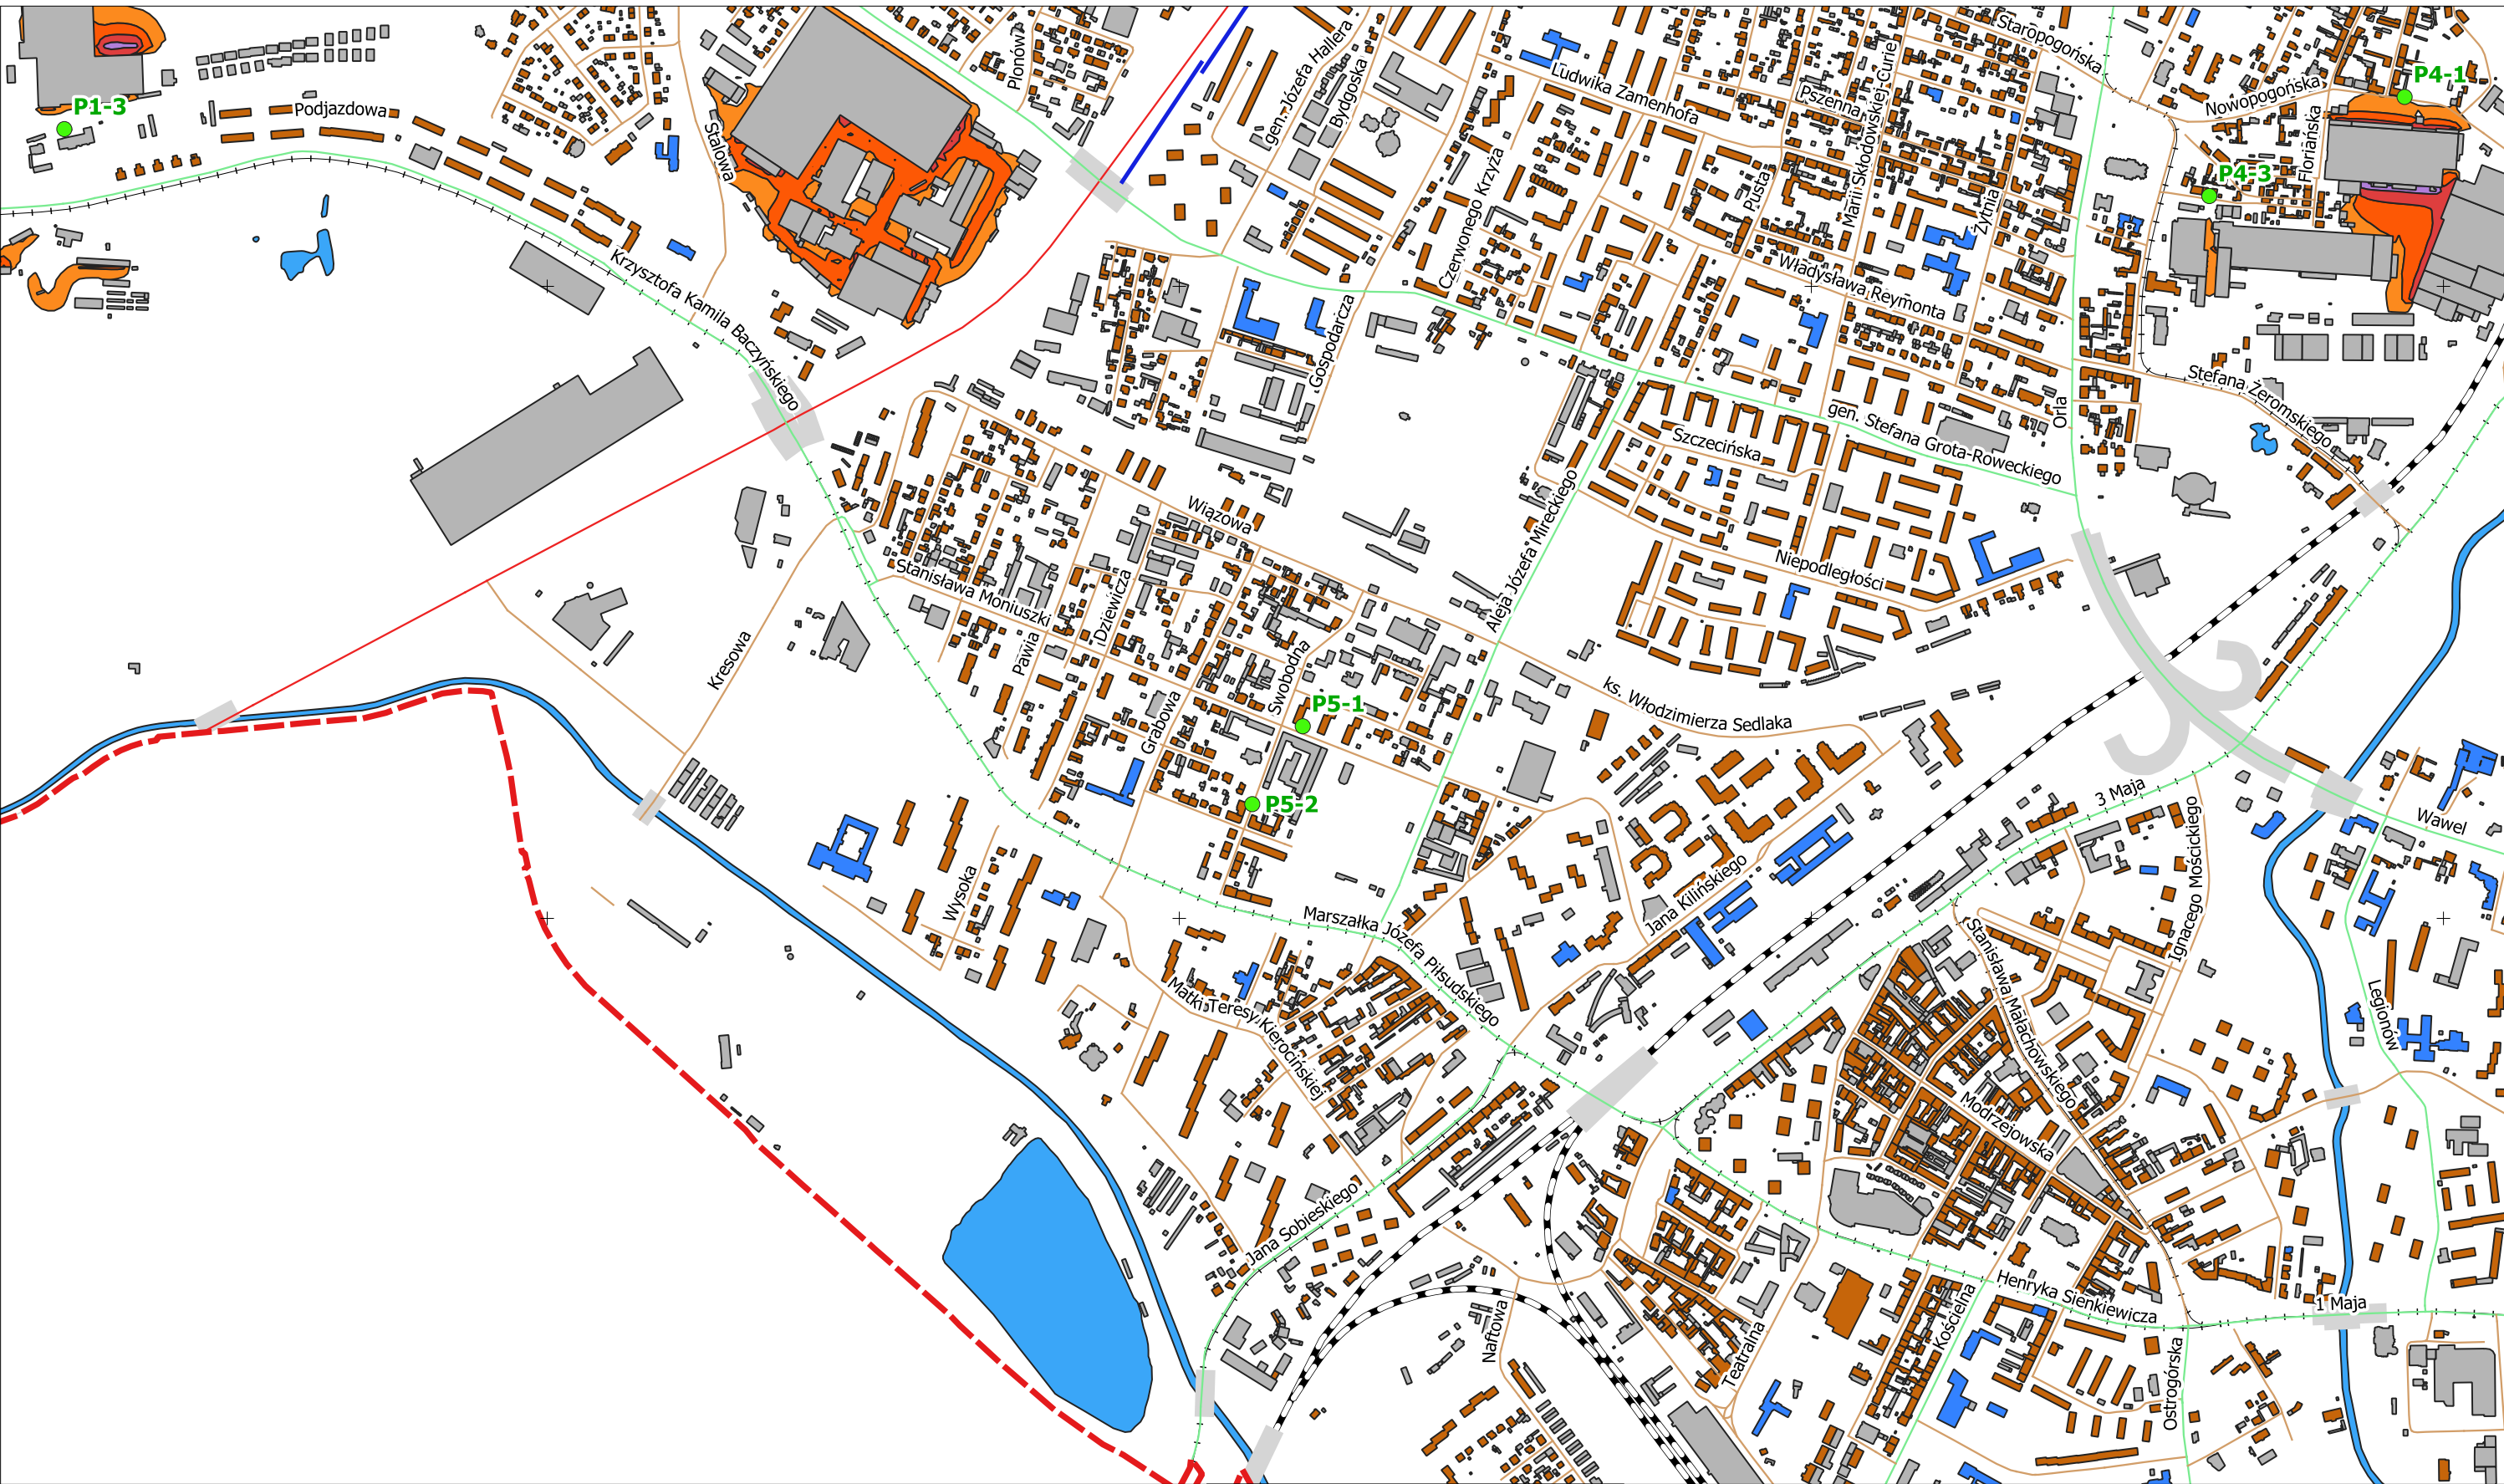 Staropogońska
P4-1
Plonów
gen. Józefa Hallera
Bydgoska
Ludwika Zamenhofa
Pszenna
Marii Skłodowskiej-Curie
Nowopogońska
P1-3
Podjazdowa
Stalowa
Floriańska
P4-3
Czerwonego Krzyża
Pusta
Żytnia
Krzysztofa Kamila Baczyńskiego
Władysława Reymonta
Gospodarcza
Stefana Żeromskiego
Orla
gen. Stefana Grota-Roweckiego
Szczecińska
Wiązowa
Aleja Józefa Mireckiego
Niepodległości
Stanisława Moniuszki
Dziewicza
Pawia
Kresowa
Swobodna
Grabowa
P5-1
ks. Włodzimierza Sedlaka
P5-2
3 Maja
Wawel
Ignacego Mościckiego
Jana Kilińskiego
Wysoka
Marszałka Józefa Piłsudskiego
Stanisława Małachowskiego
Matki Teresy Kierocińskiej
Legionów
Modrzejowska
Jana Sobieskiego
Henryka Sienkiewicza
1 Maja
Naftowa
Teatralna
Kościelna
Ostrogórska